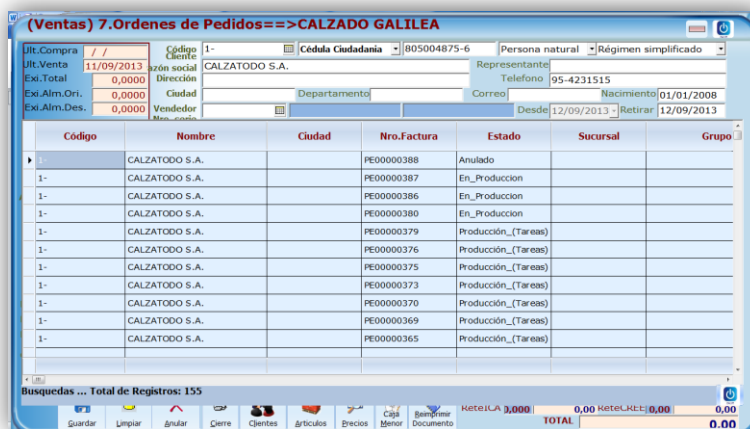 (Ventas) 7.Ordenes de Pedidos==>CALZADO GALILEA
Ult.Compra / / Código Cliente 1- Cédula Ciudadania 805004875-6 Persona natural Régimen simplificado
Ult.Venta 11/09/2013 azón social CALZATODO S.A. Representante
Exi.Total 0,0000 Dirección Telefono 95-4231515
Exi.Alm.Ori. 0,0000 Ciudad Departamento Correo Nacimiento 01/01/2008
Exi.Alm.Des. 0,0000 Vendedor Desde 12/09/2013 Retirar 12/09/2013
Código Nombre Ciudad Nro.Factura Estado Sucursal Grupo
1- CALZATODO S.A. PE00000388 Anulado
1- CALZATODO S.A. PE00000387 En_Produccion
1- CALZATODO S.A. PE00000386 En_Produccion
1- CALZATODO S.A. PE00000380 En_Produccion
1- CALZATODO S.A. PE00000379 Producción_(Tareas)
1- CALZATODO S.A. PE00000376 Producción_(Tareas)
1- CALZATODO S.A. PE00000375 Producción_(Tareas)
1- CALZATODO S.A. PE00000373 Producción_(Tareas)
1- CALZATODO S.A. PE00000370 Producción_(Tareas)
1- CALZATODO S.A. PE00000369 Producción_(Tareas)
1- CALZATODO S.A. PE00000365 Producción_(Tareas)
Busquedas ... Total de Registros: 155
Guardar Limpiar Anular Cierre Clientes Articulos Precios Caja Menor Reimprimir Documento ReteICA 0,000 0,00 ReteCREE 0,00 0,00
TOTAL 0.00